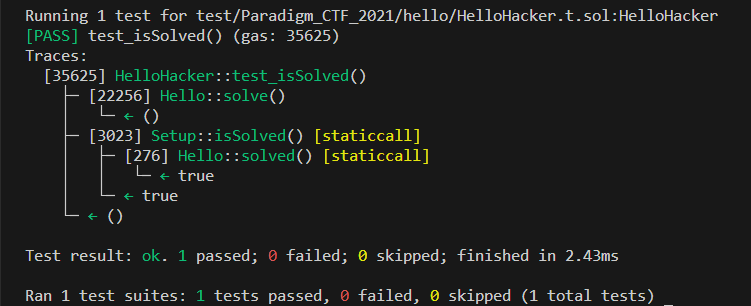 Running 1 test for test/Paradigm_CTF_2021/hello/HelloHacker.t.sol:HelloHacker
[PASS] test_isSolved() (gas: 35625)
Traces:
  [35625] HelloHacker::test_isSolved()
    ├─ [22256] Hello::solve()
    │   └─ ← ()
    ├─ [3023] Setup::isSolved() [staticcall]
    │   ├─ [276] Hello::solved() [staticcall]
    │   │   └─ ← true
    │   └─ ← true
    └─ ← ()
Test result: ok. 1 passed; 0 failed; 0 skipped; finished in 2.43ms
Ran 1 test suites: 1 tests passed, 0 failed, 0 skipped (1 total tests)